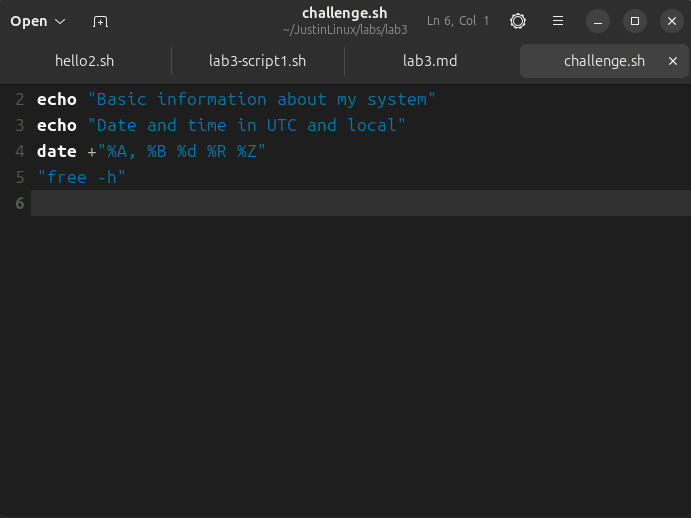 Open
challenge.sh
~/JustinLinux/labs/lab3
Ln 6, Col 1
hello2.sh
lab3-script1.sh
lab3.md
challenge.sh
2 echo "Basic information about my system"
3 echo "Date and time in UTC and local"
4 date +"%A, %B %d %R %Z"
5 "free -h"
6